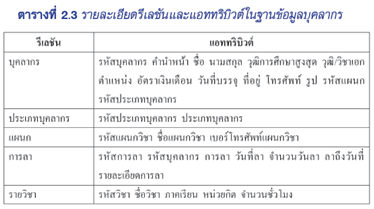 ตารางที่ 2.3 รายละเอียดรีเลชันและแอททริบิวต์ในฐานข้อมูลบุคลากร
รีเลชัน แอททริบิวต์
บุคลากร รหัสบุคลากร คำนำหน้า ชื่อ นามสกุล วุฒิการศึกษาสูงสุด วุฒิ/วิชาเอก
ตำแหน่ง อัตราเงินเดือน วันที่บรรจุ ที่อยู่ โทรศัพท์ รูป รหัสแผนก
รหัสประเภทบุคลากร
ประเภทบุคลากร รหัสประเภทบุคลากร ประเภทบุคลากร
แผนก รหัสแผนกวิชา ชื่อแผนกวิชา เบอร์โทรศัพท์แผนกวิชา
การลา รหัสการลา รหัสบุคลากร การลา วันที่ลา จำนวนวันลา ลาถึงวันที่
รายละเอียดการลา
รายวิชา รหัสวิชา ชื่อวิชา ภาคเรียน หน่วยกิต จำนวนชั่วโมง